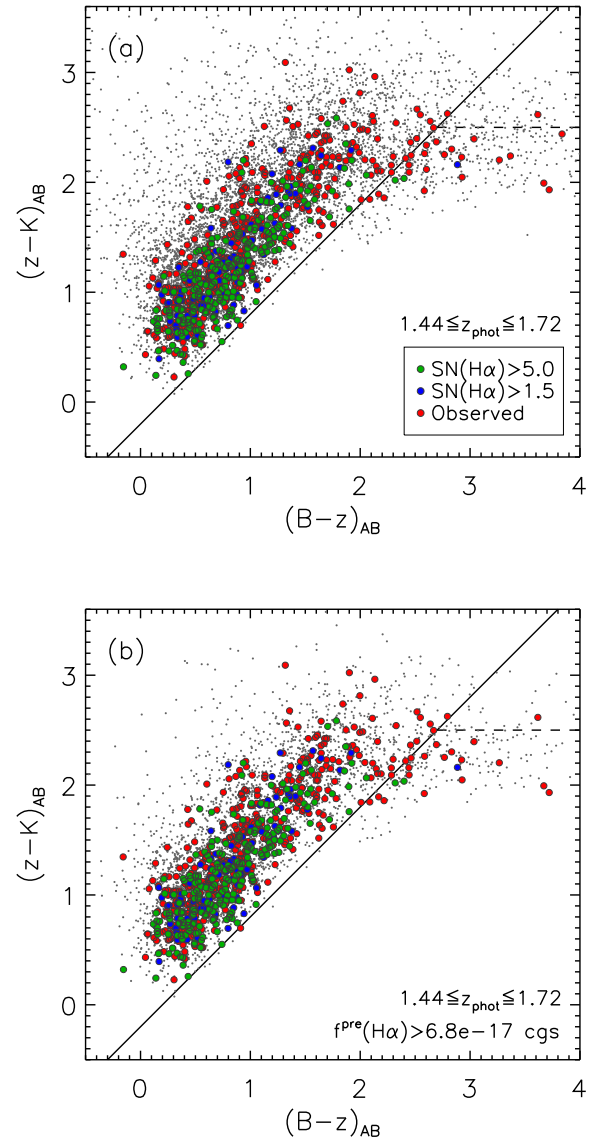 (a)
3
2
1
0
(z−K)AB
1.44≦zphot≦1.72
SN(Hα)>5.0
SN(Hα)>1.5
Observed
0 1 2 3 4
(B−z)AB
(b)
3
2
1
0
(z−K)AB
1.44≦zphot≦1.72
fpre(Hα)>6.8e−17 cgs
0 1 2 3 4
(B−z)AB